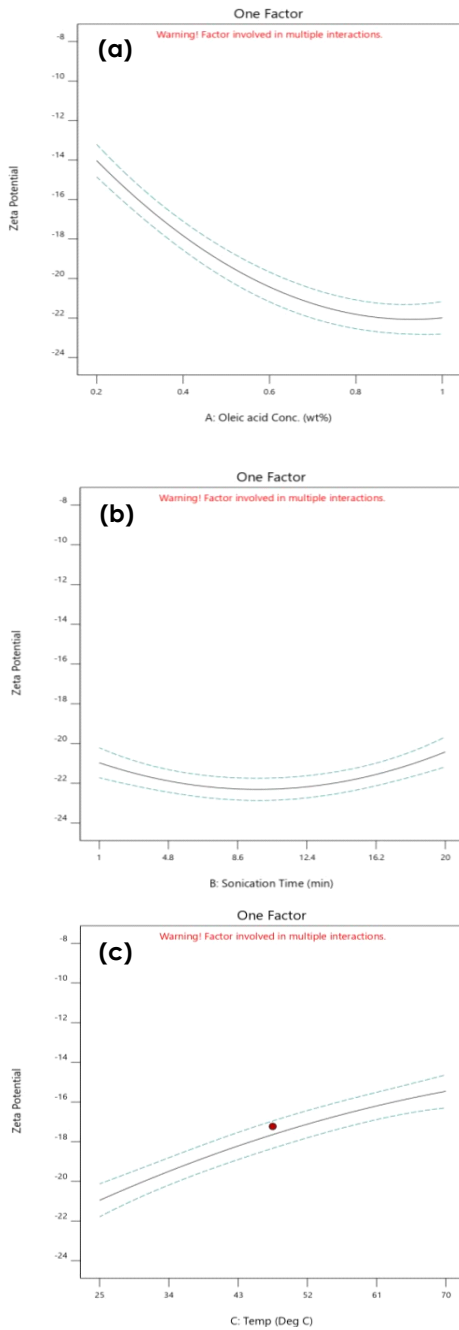 One Factor
Warning! Factor involved in multiple interactions.
(a)
Zeta Potential
-8
-10
-12
-14
-16
-18
-20
-22
-24
0.2 0.4 0.6 0.8 1
A: Oleic acid Conc. (wt%)
One Factor
Warning! Factor involved in multiple interactions.
(b)
Zeta Potential
-8
-10
-12
-14
-16
-18
-20
-22
-24
1 4.8 8.6 12.4 16.2 20
B: Sonication Time (min)
One Factor
Warning! Factor involved in multiple interactions.
(c)
Zeta Potential
-8
-10
-12
-14
-16
-18
-20
-22
-24
25 34 43 52 61 70
C: Temp (Deg C)